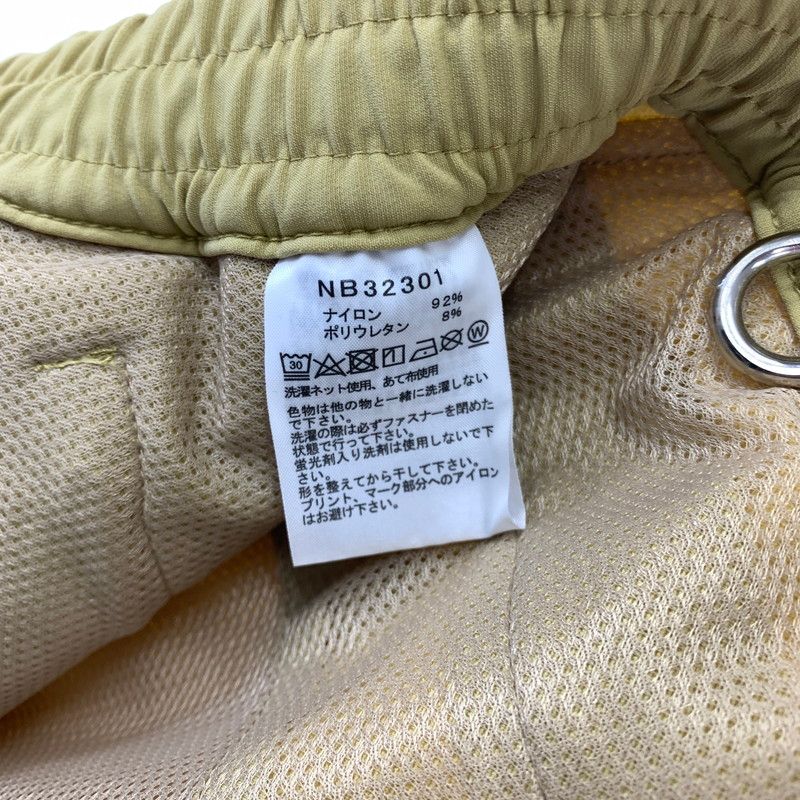 NB32301
ナイロン 92%
ポリウレタン 8%
30 W
洗濯ネット使用、あて布使用
色物は他の物と一緒に洗濯しない
で下さい。
洗濯の際は必ずファスナーを閉めた
状態で行って下さい。
蛍光剤入り洗剤は使用しないで下
さい。
形を整えてから干して下さい。
プリント、マーク部分へのアイロン
はお避け下さい。